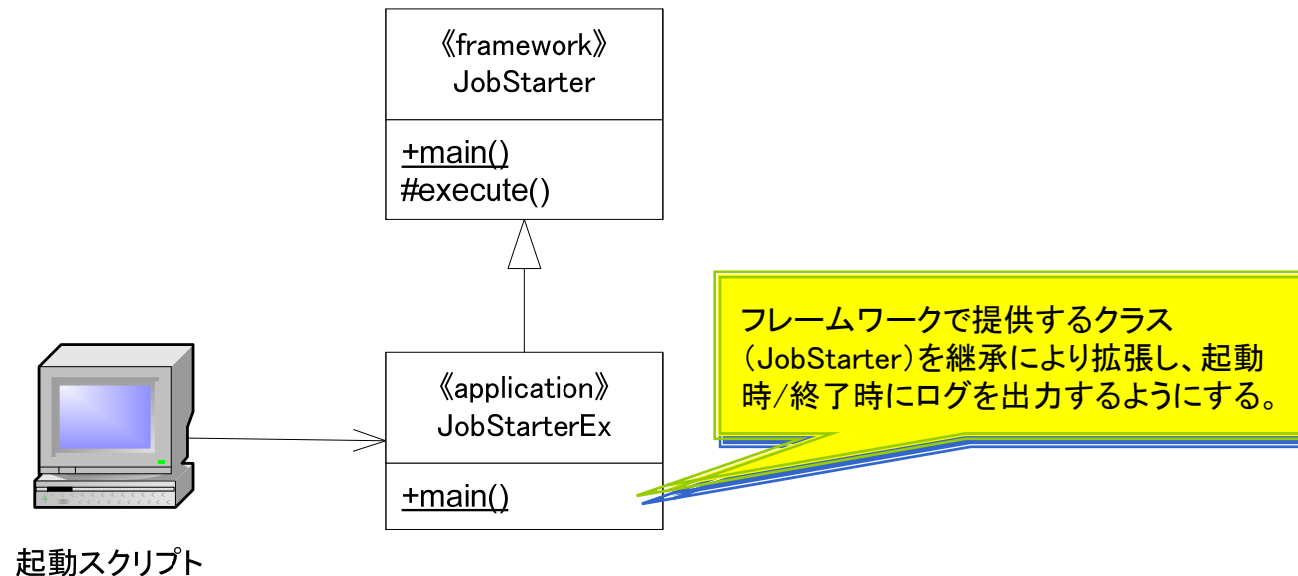 《framework》
JobStarter
+main()
#execute()
フレームワークで提供するクラス
（JobStarter）を継承により拡張し、起動
時/終了時にログを出力するようにする。
《application》
JobStarterEx
+main()
起動スクリプト